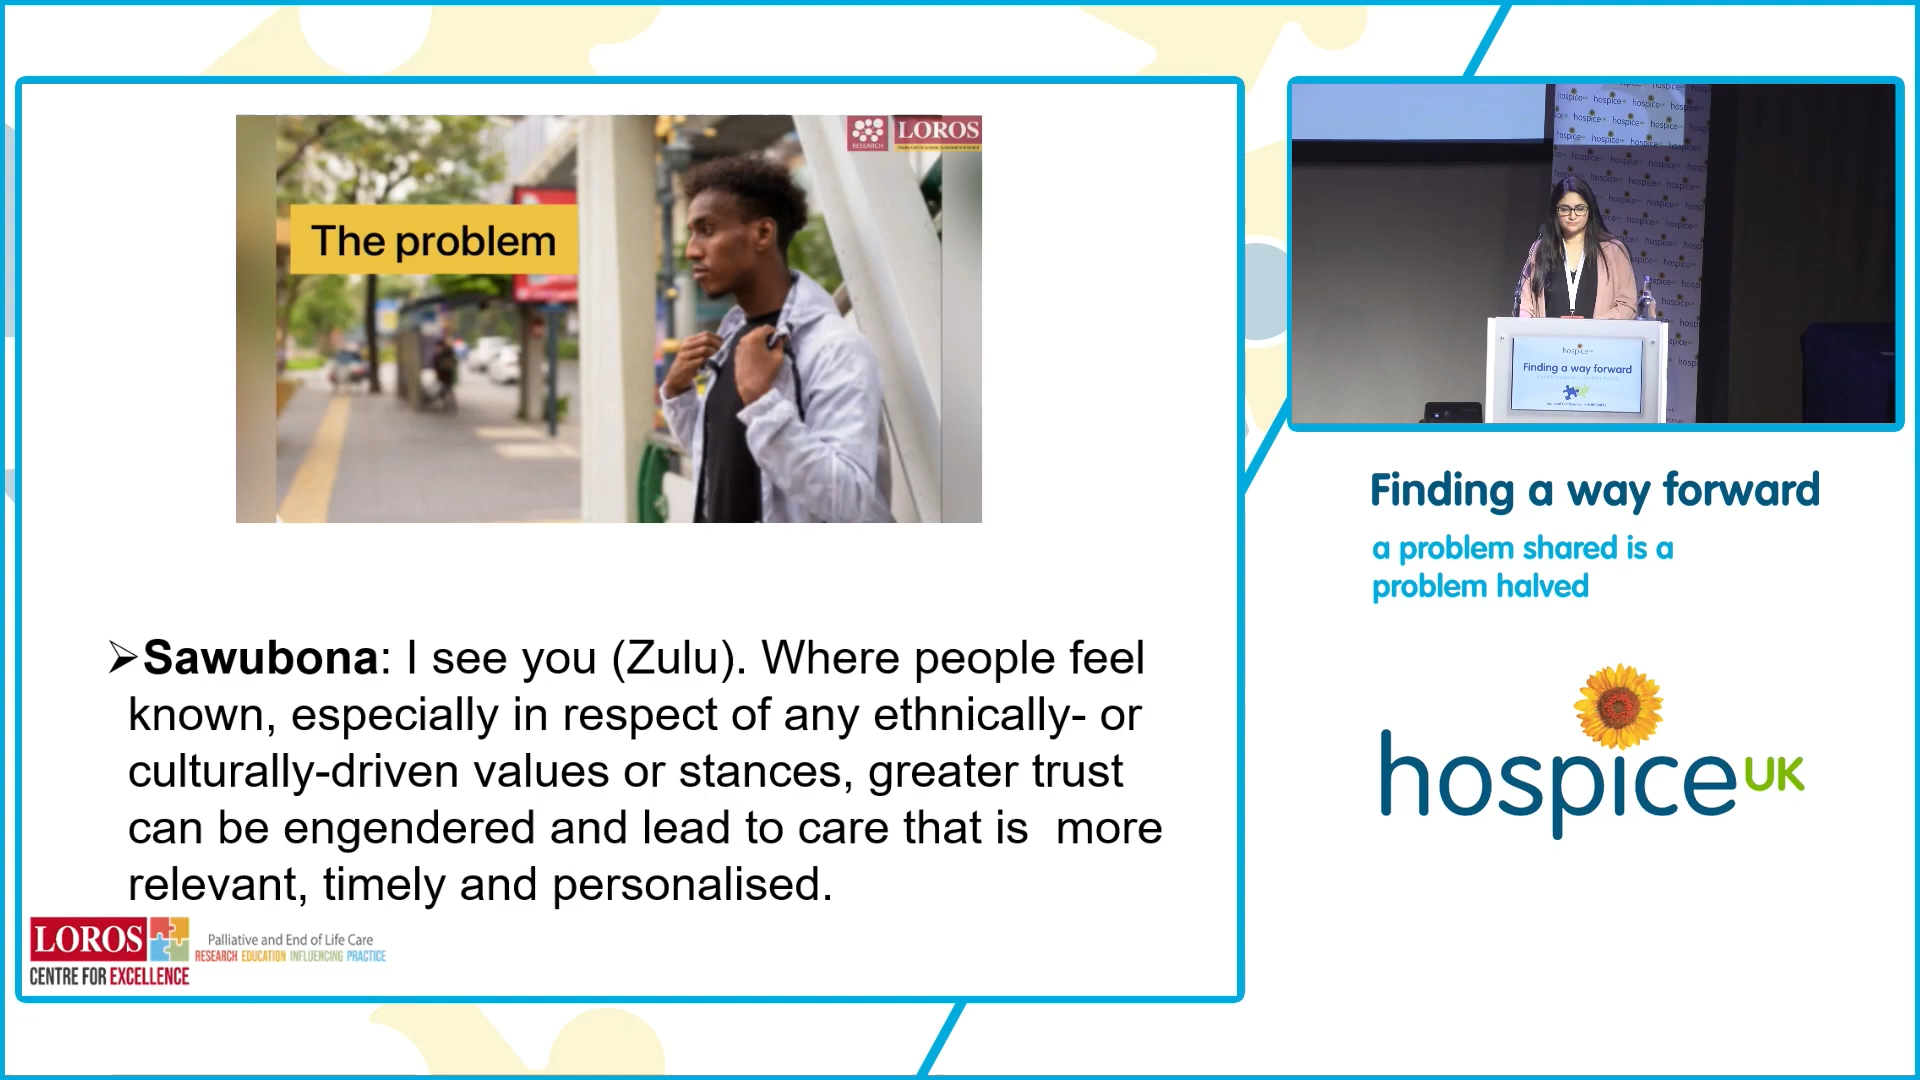 RESEARCH
LOROS
The problem
➢Sawubona: I see you (Zulu). Where people feel
known, especially in respect of any ethnically- or
culturally-driven values or stances, greater trust
can be engendered and lead to care that is  more
relevant, timely and personalised.
LOROS
CENTRE FOR EXCELLENCE
Palliative and End of Life Care
RESEARCH EDUCATION INFLUENCING PRACTICE
hospice
Finding a way forward
Finding a way forward
a problem shared is a
problem halved
hospice UK